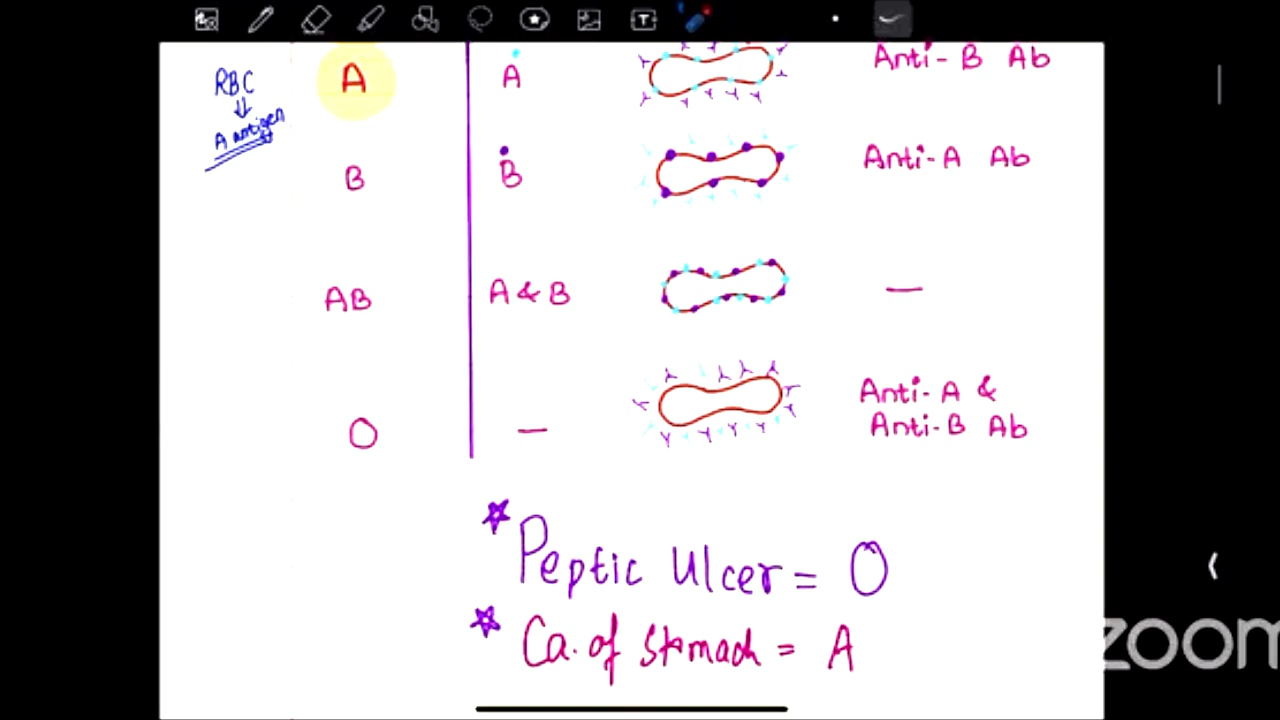 RBC
A antigen
A A Anti-B Ab
B B Anti-A Ab
AB A & B —
O — Anti-A &
Anti-B Ab
Peptic Ulcer = O
Ca. of Stomach = A
zoom